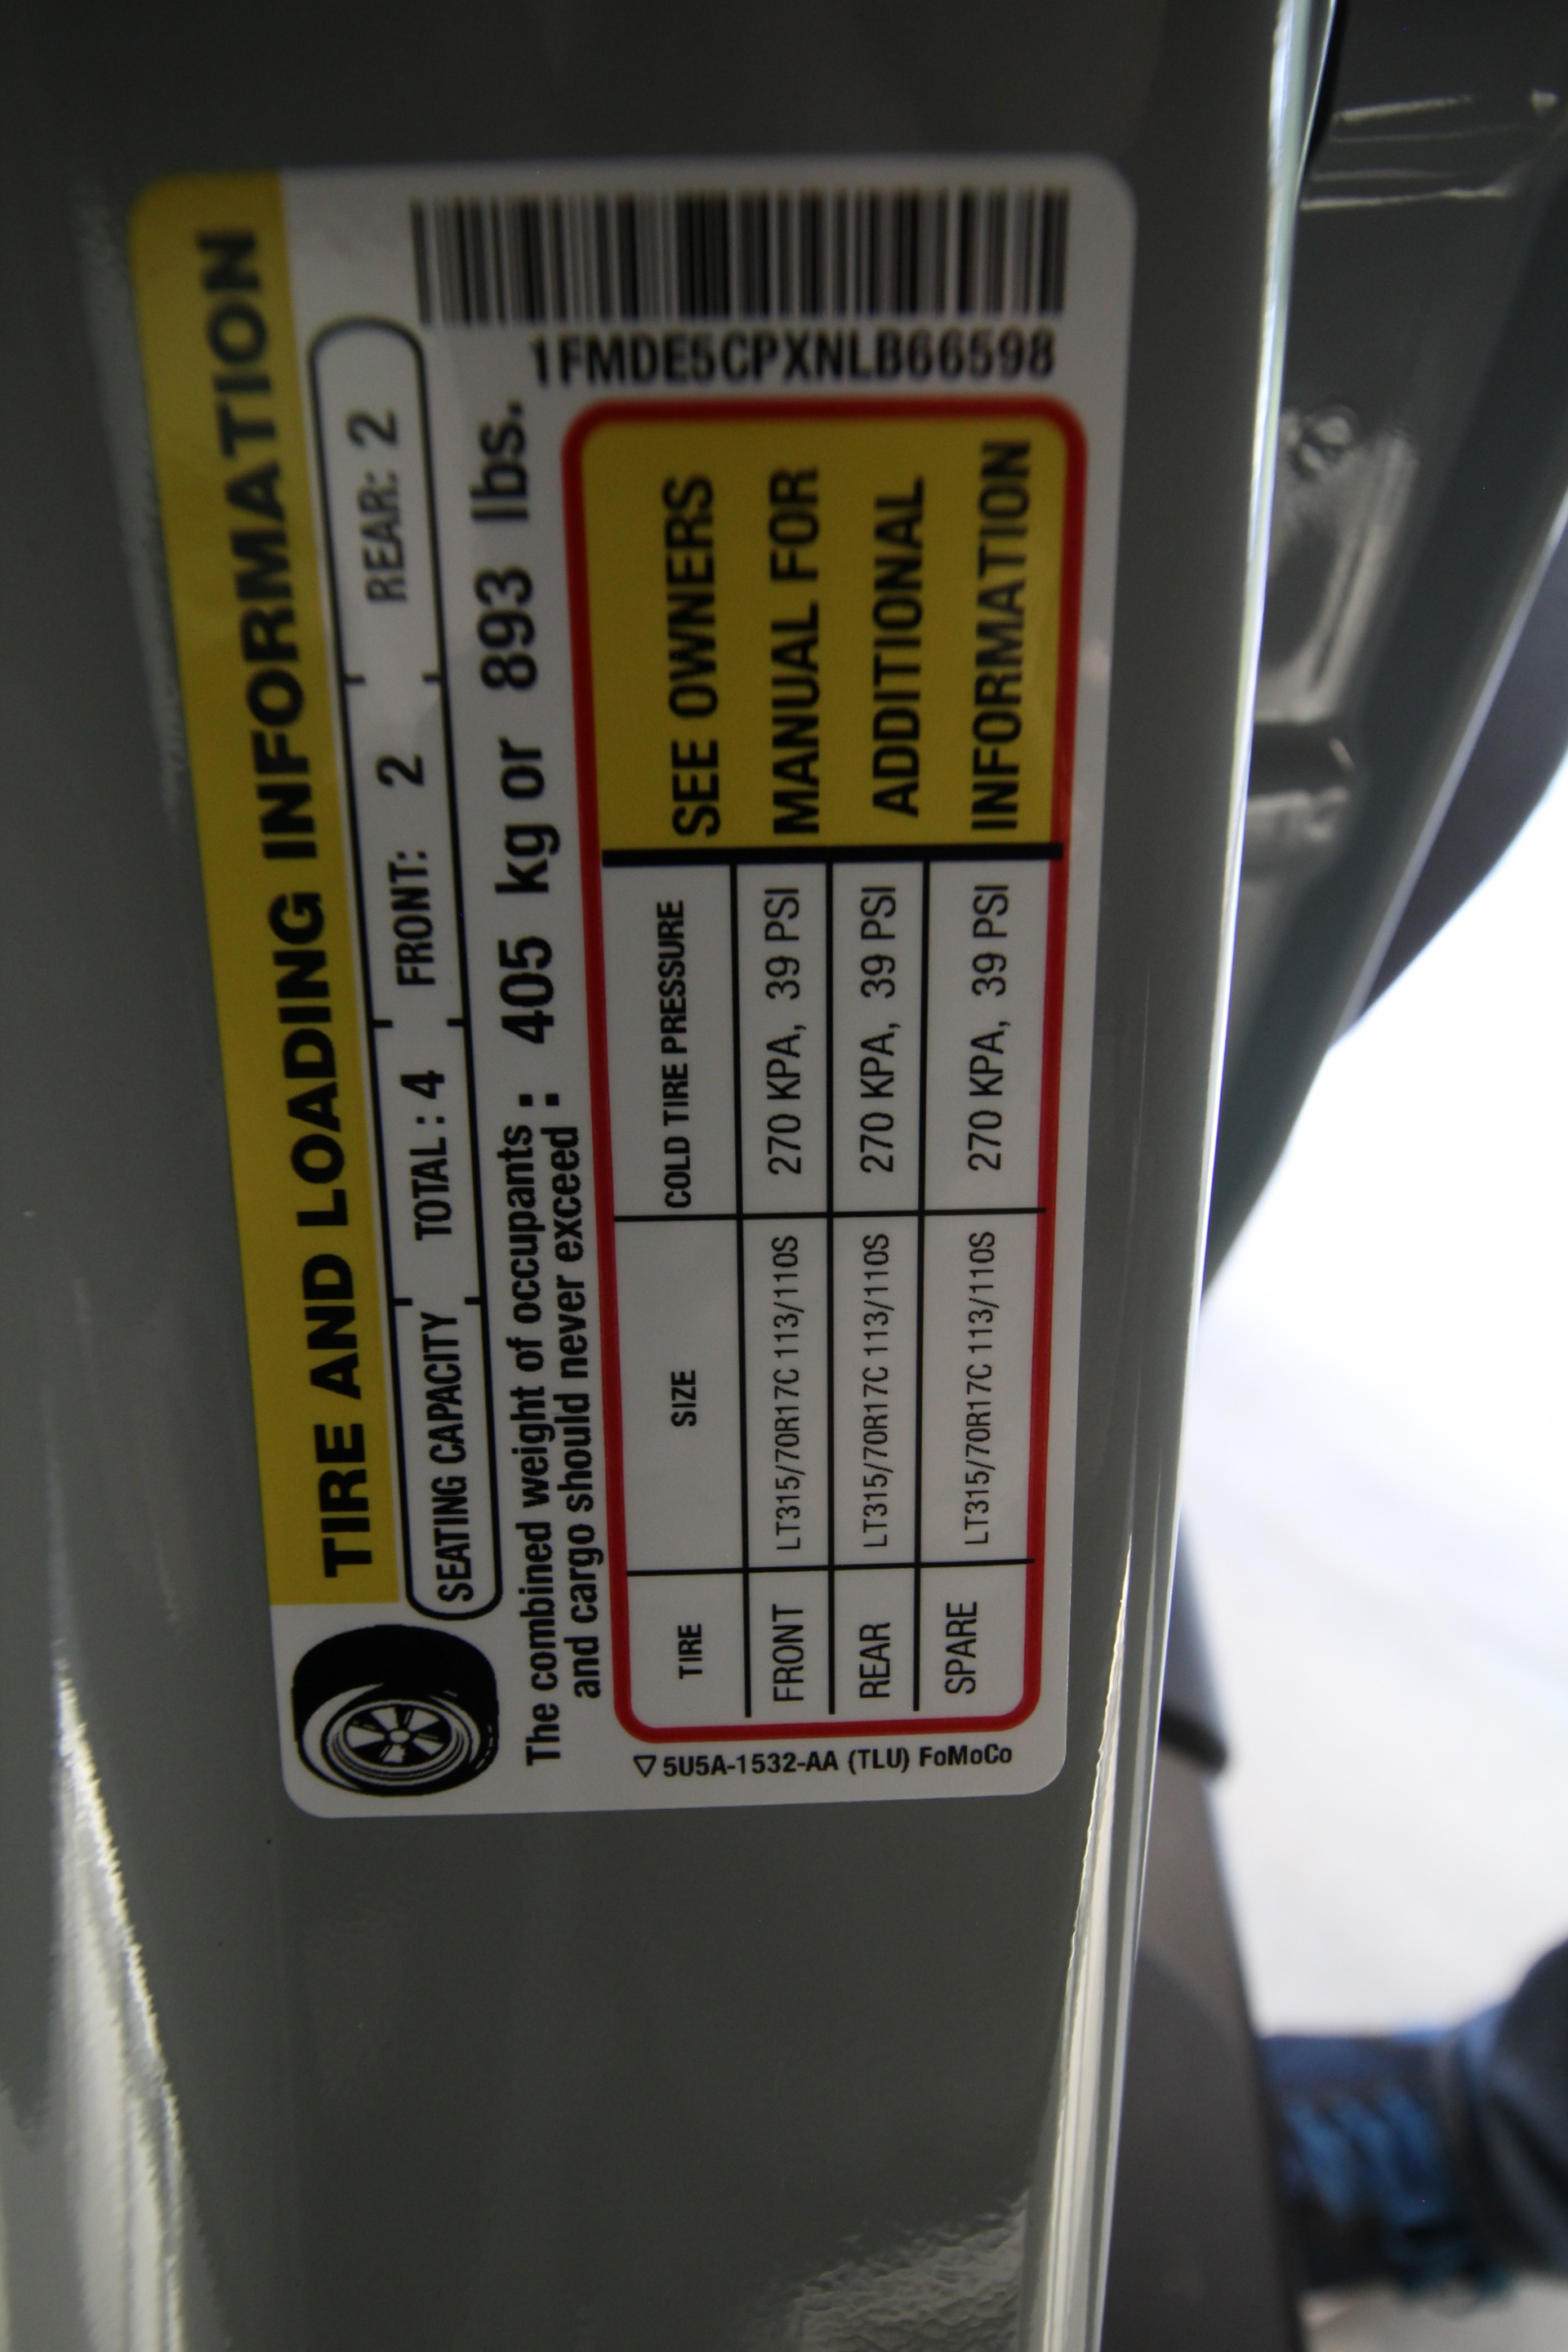 TIRE AND LOADING INFORMATION
SEATING CAPACITY TOTAL : 4 FRONT: 2 REAR: 2
The combined weight of occupants
and cargo should never exceed : 405 kg or 893 lbs.
1FMDE5CPXNLB66598
TIRE SIZE COLD TIRE PRESSURE
FRONT LT315/70R17C 113/110S 270 KPA, 39 PSI
REAR LT315/70R17C 113/110S 270 KPA, 39 PSI
SPARE LT315/70R17C 113/110S 270 KPA, 39 PSI
SEE OWNERS
MANUAL FOR
ADDITIONAL
INFORMATION
▽ 5U5A-1532-AA (TLU) FoMoCo